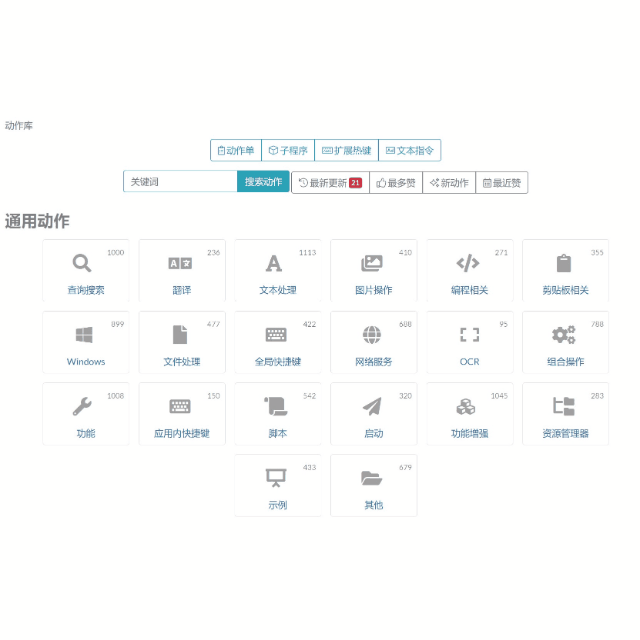 动作库
动作单 子程序 扩展热键 文本指令
关键词 搜索动作 最新更新 21 最多赞 新动作 最近赞
通用动作
1000 236 1113 410 271 355
查询搜索 翻译 文本处理 图片操作 编程相关 剪贴板相关
899 477 422 688 95 788
Windows 文件处理 全局快捷键 网络服务 OCR 组合操作
1008 150 542 320 1045 283
功能 应用内快捷键 脚本 启动 功能增强 资源管理器
433 679
示例 其他